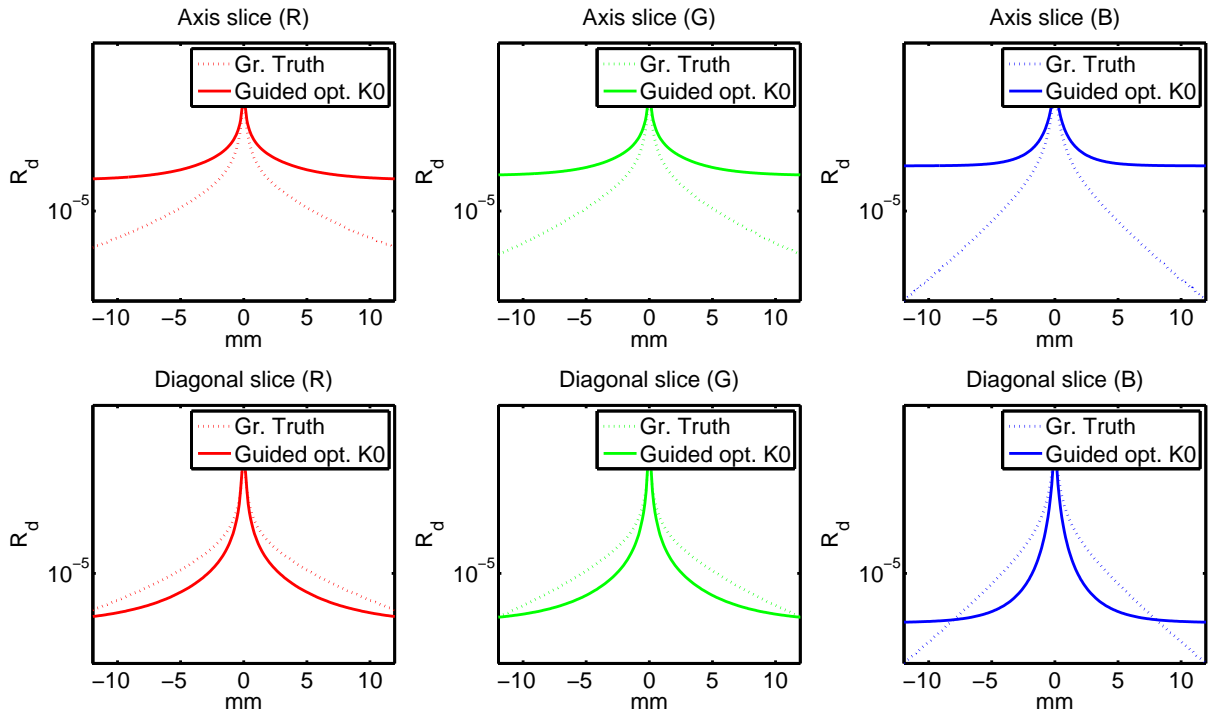 Axis slice (R)
Gr. Truth
Guided opt. K0
R_d
10^−5
−10 −5 0 5 10
mm
Axis slice (G)
Gr. Truth
Guided opt. K0
R_d
10^−5
−10 −5 0 5 10
mm
Axis slice (B)
Gr. Truth
Guided opt. K0
R_d
10^−5
−10 −5 0 5 10
mm
Diagonal slice (R)
Gr. Truth
Guided opt. K0
R_d
10^−5
−10 −5 0 5 10
mm
Diagonal slice (G)
Gr. Truth
Guided opt. K0
R_d
10^−5
−10 −5 0 5 10
mm
Diagonal slice (B)
Gr. Truth
Guided opt. K0
R_d
10^−5
−10 −5 0 5 10
mm